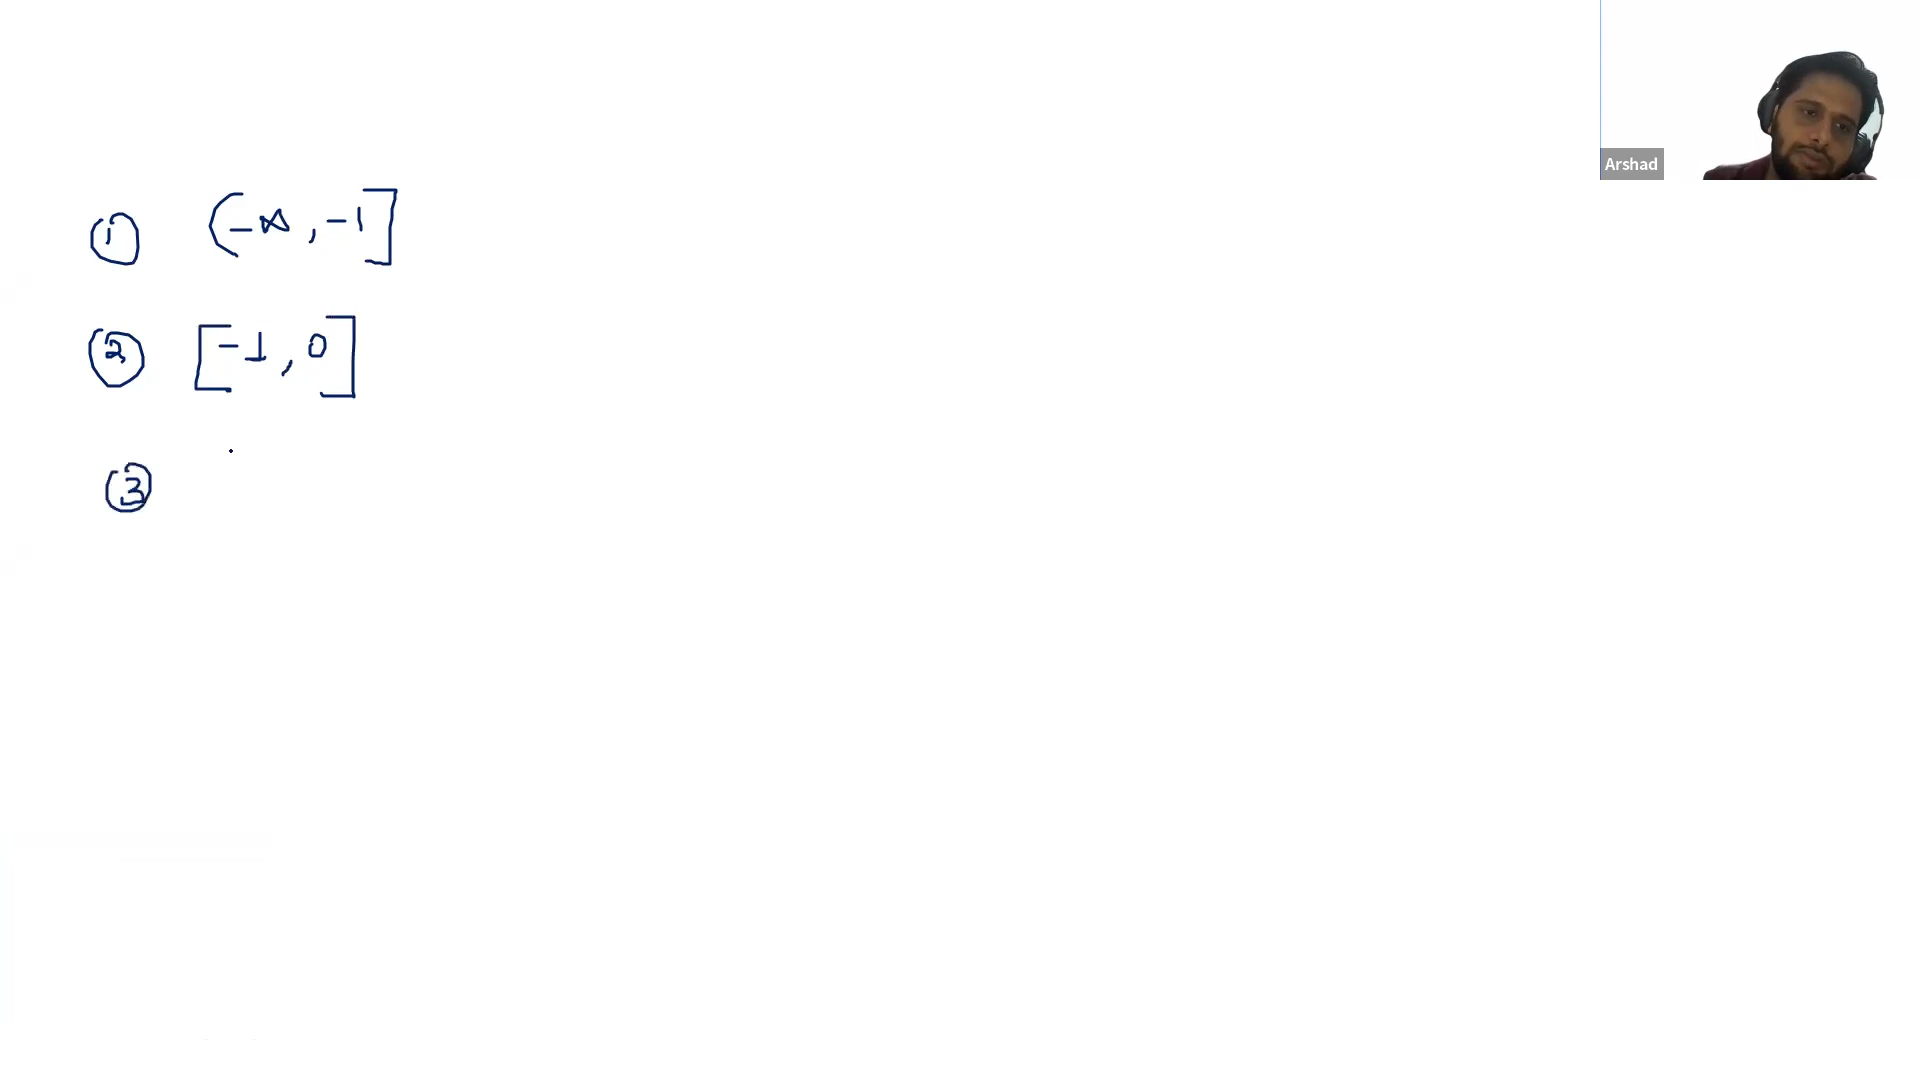 Arshad
① (-∞, -1]
② [-1, 0]
③